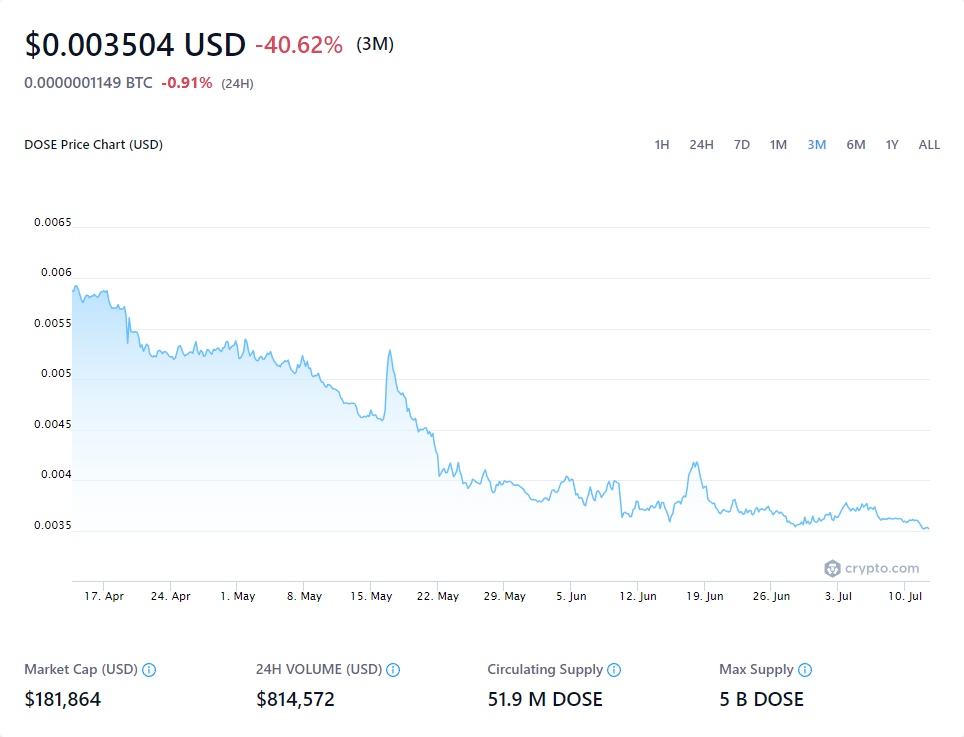 $0.003504 USD -40.62% (3M)
0.0000001149 BTC -0.91% (24H)
DOSE Price Chart (USD) 1H 24H 7D 1M 3M 6M 1Y ALL
0.0065
0.006
0.0055
0.005
0.0045
0.004
0.0035
crypto.com
17. Apr 24. Apr 1. May 8. May 15. May 22. May 29. May 5. Jun 12. Jun 19. Jun 26. Jun 3. Jul 10. Jul
Market Cap (USD) 24H VOLUME (USD) Circulating Supply Max Supply
$181,864 $814,572 51.9 M DOSE 5 B DOSE